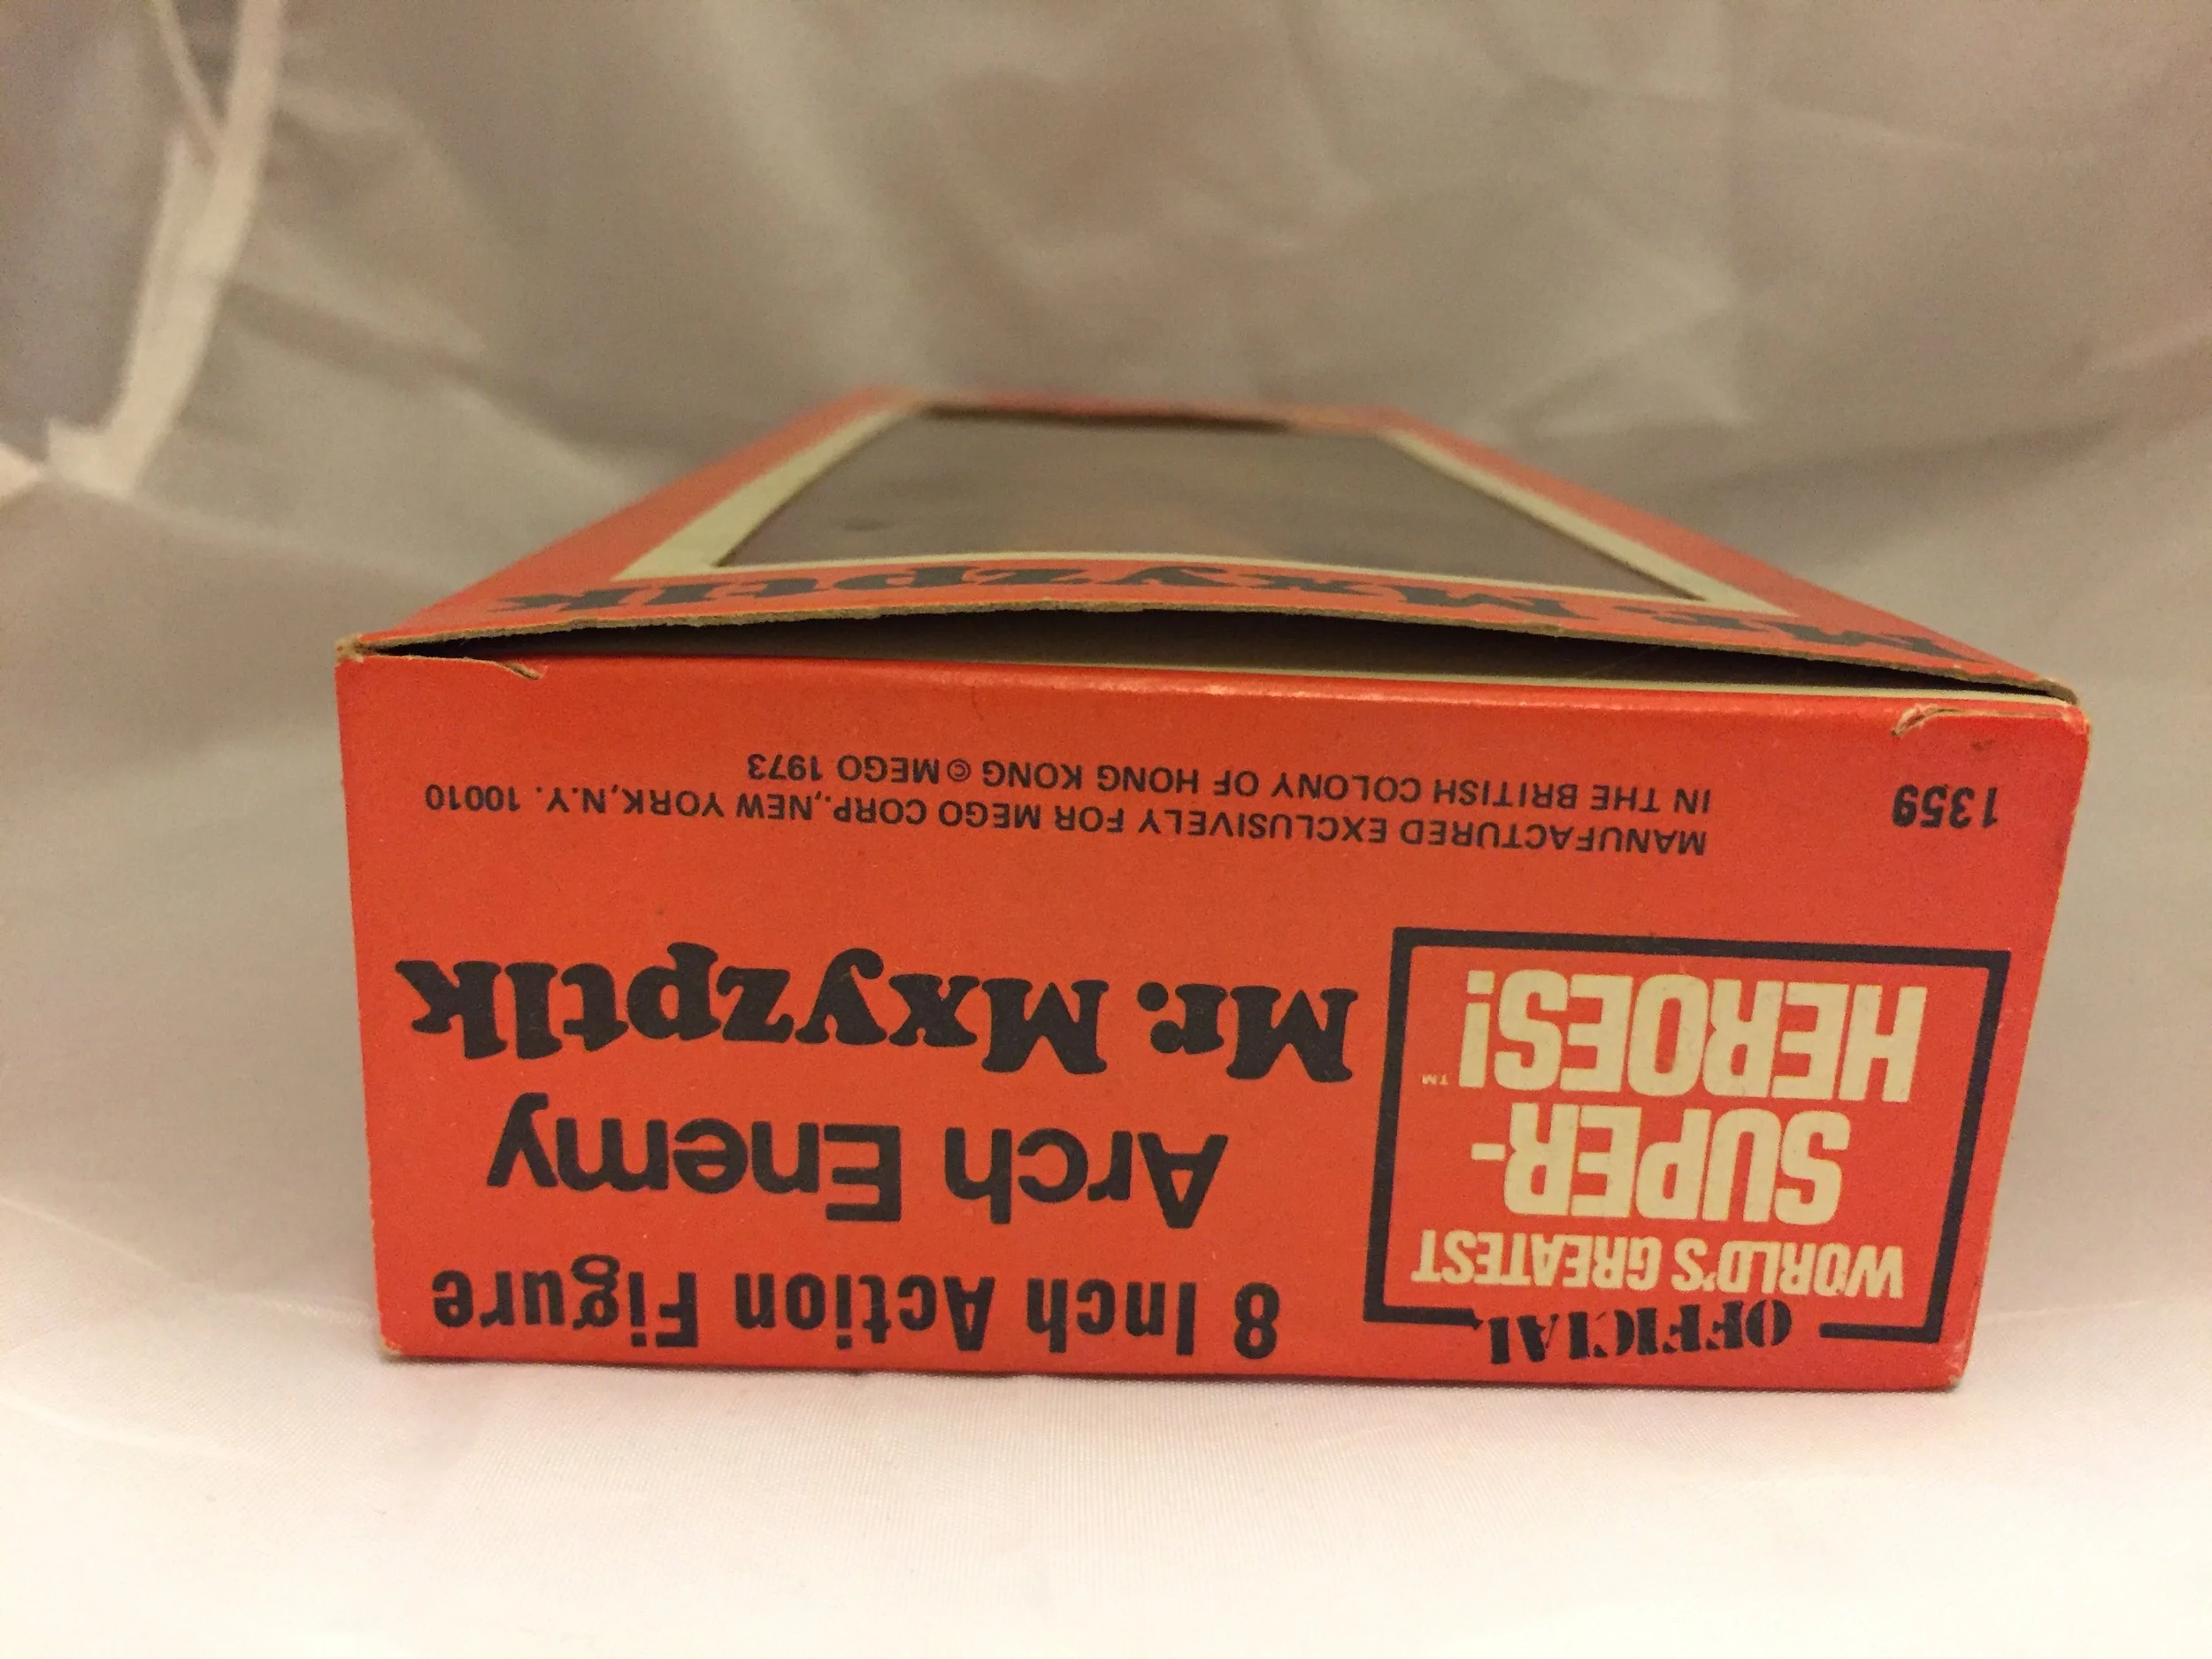 OFFICIAL
WORLD'S GREATEST
SUPER-
HEROES!™
8 Inch Action Figure
Arch Enemy
Mr. Mxyzptlk
1359
MANUFACTURED EXCLUSIVELY FOR MEGO CORP., NEW YORK, N.Y. 10010
IN THE BRITISH COLONY OF HONG KONG © MEGO 1973
Mr. Mxyzptlk